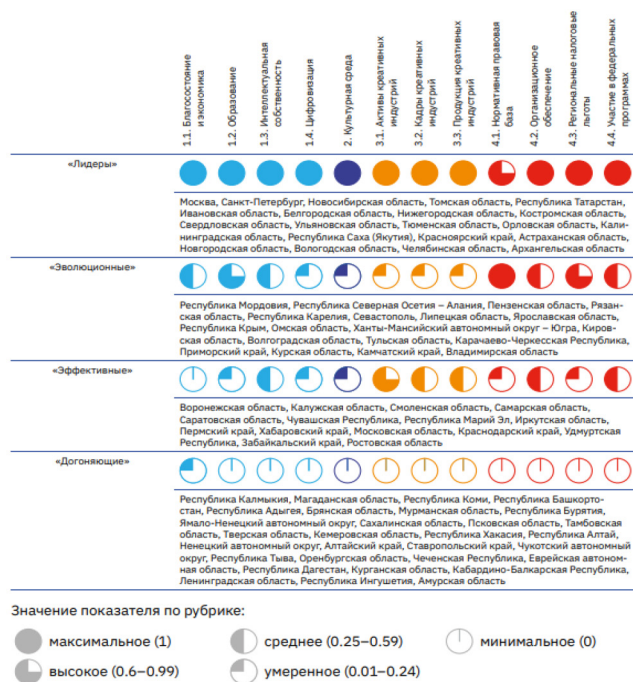 1.1. Благосостояние
и экономика
1.2. Образование
1.3. Интеллектуальная
собственность
1.4. Цифровизация
2. Культурная среда
3.1. Активы креативных
индустрий
3.2. Кадры креативных
индустрий
3.3. Продукция креативных
индустрий
4.1. Нормативная правовая
база
4.2. Организационное
обеспечение
4.3. Региональные налоговые
льготы
4.4. Участие в федеральных
программах
«Лидеры»
Москва, Санкт-Петербург, Новосибирская область, Томская область, Республика Татарстан,
Ивановская область, Белгородская область, Нижегородская область, Костромская область,
Свердловская область, Ульяновская область, Тюменская область, Орловская область, Кали-
нинградская область, Республика Саха (Якутия), Красноярский край, Астраханская область,
Новгородская область, Вологодская область, Челябинская область, Архангельская область
«Эволюционные»
Республика Мордовия, Республика Северная Осетия – Алания, Пензенская область, Рязан-
ская область, Республика Карелия, Севастополь, Липецкая область, Ярославская область,
Республика Крым, Омская область, Ханты-Мансийский автономный округ – Югра, Киров-
ская область, Волгоградская область, Тульская область, Карачаево-Черкесская Республика,
Приморский край, Курская область, Камчатский край, Владимирская область
«Эффективные»
Воронежская область, Калужская область, Смоленская область, Самарская область,
Саратовская область, Чувашская Республика, Республика Марий Эл, Иркутская область,
Пермский край, Хабаровский край, Московская область, Краснодарский край, Удмуртская
Республика, Забайкальский край, Ростовская область
«Догоняющие»
Республика Калмыкия, Магаданская область, Республика Коми, Республика Башкорто-
стан, Республика Адыгея, Брянская область, Мурманская область, Республика Бурятия,
Ямало-Ненецкий автономный округ, Сахалинская область, Псковская область, Тамбовская
область, Тверская область, Кемеровская область, Республика Хакасия, Республика Алтай,
Ненецкий автономный округ, Алтайский край, Ставропольский край, Чукотский автономный
округ, Республика Тыва, Оренбургская область, Чеченская Республика, Еврейская автоном-
ная область, Республика Дагестан, Курганская область, Кабардино-Балкарская Республика,
Ленинградская область, Республика Ингушетия, Амурская область
Значение показателя по рубрике:
максимальное (1)
среднее (0.25–0.59)
минимальное (0)
высокое (0.6–0.99)
умеренное (0.01–0.24)